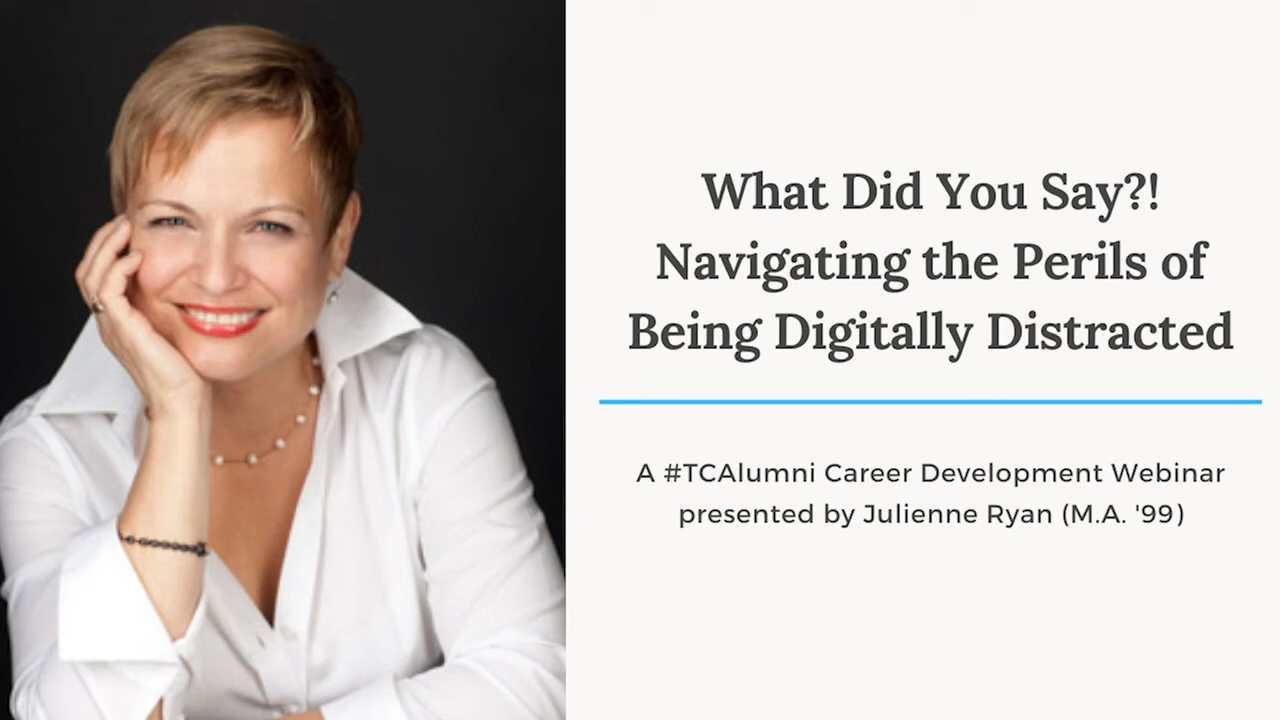 What Did You Say?!
Navigating the Perils of
Being Digitally Distracted
A #TCAlumni Career Development Webinar
presented by Julienne Ryan (M.A. '99)